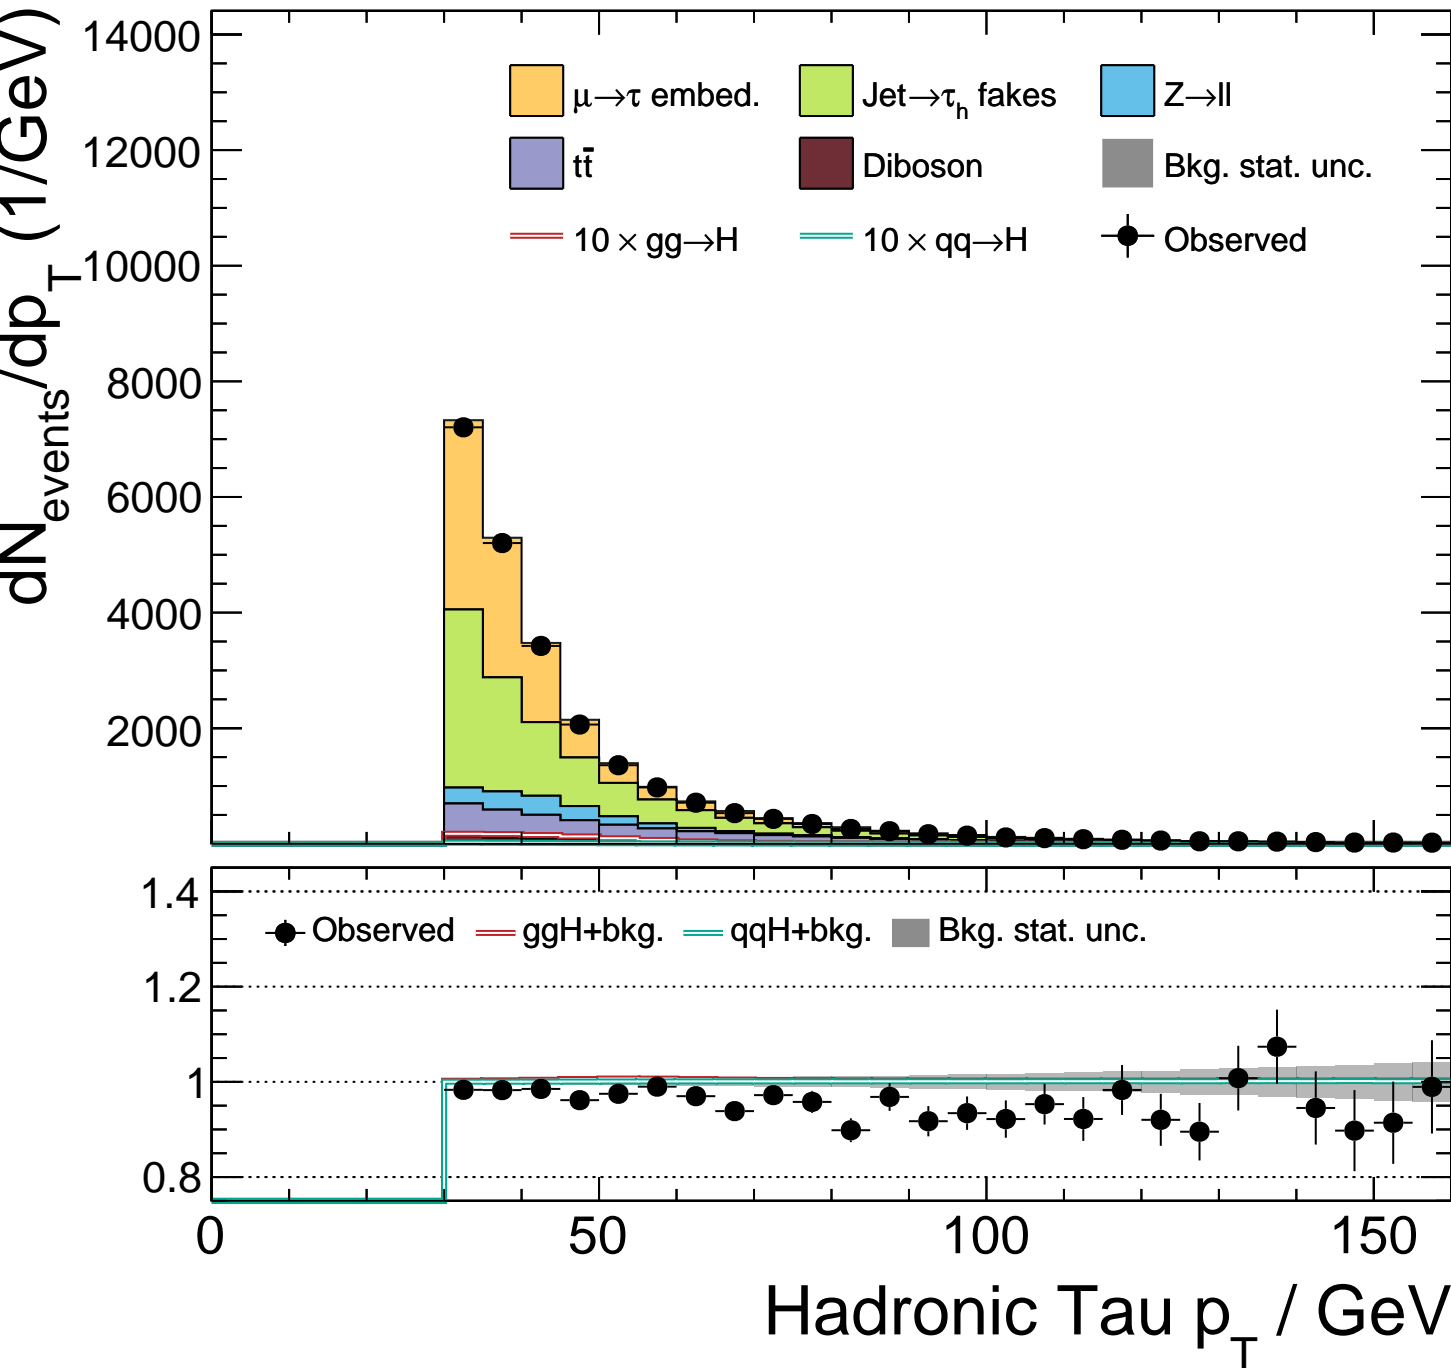 dN_events/dp_T (1/GeV)
14000
12000
10000
8000
6000
4000
2000
μ→τ embed. Jet→τ_h fakes Z→ll
tt̄ Diboson Bkg. stat. unc.
10 × gg→H 10 × qq→H Observed
1.4
1.2
1
0.8
Observed ggH+bkg. qqH+bkg. Bkg. stat. unc.
0 50 100 150
Hadronic Tau p_T / GeV